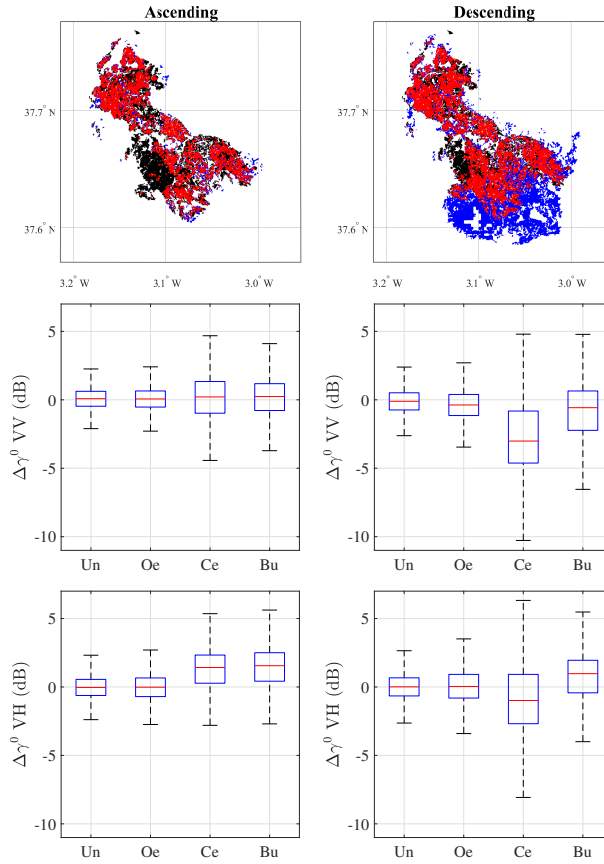 Ascending
Descending
37.7° N
37.6° N
3.2° W
3.1° W
3.0° W
37.7° N
37.6° N
3.2° W
3.1° W
3.0° W
Δγ⁰ VV (dB)
5
0
-5
-10
Un
Oe
Ce
Bu
Δγ⁰ VV (dB)
5
0
-5
-10
Un
Oe
Ce
Bu
Δγ⁰ VH (dB)
5
0
-5
-10
Un
Oe
Ce
Bu
Δγ⁰ VH (dB)
5
0
-5
-10
Un
Oe
Ce
Bu